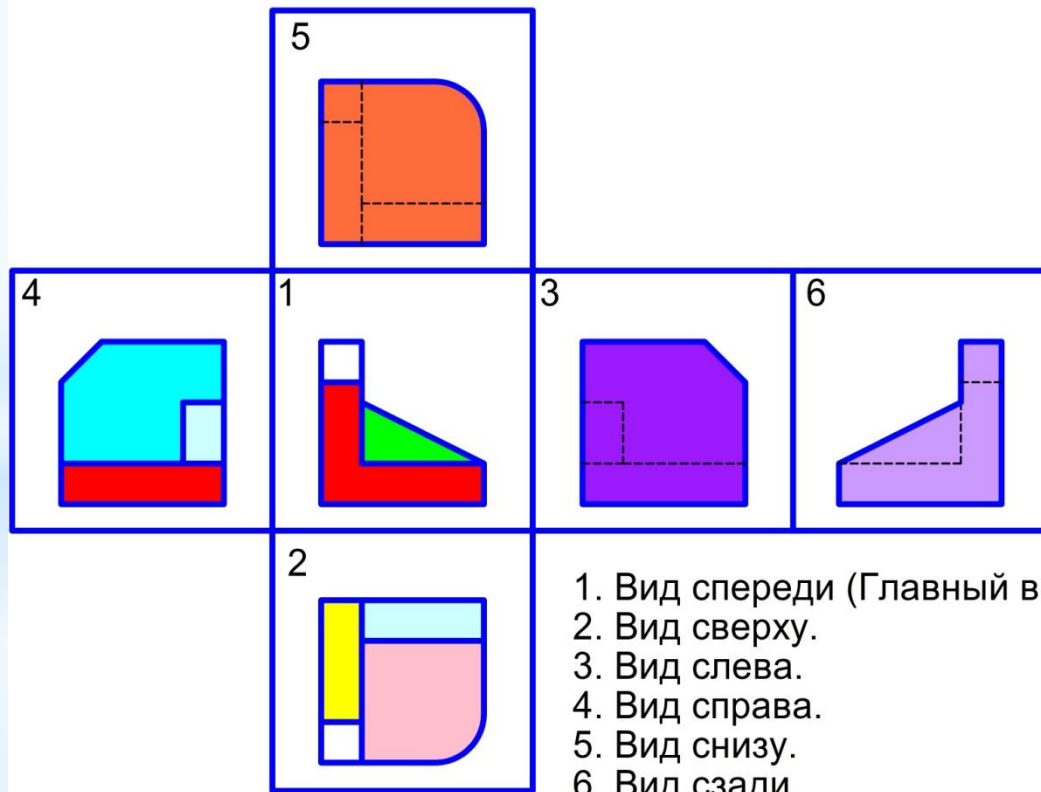 5
4 1 3 6
2
1. Вид спереди (Главный в
2. Вид сверху.
3. Вид слева.
4. Вид справа.
5. Вид снизу.
6. Вид сзади